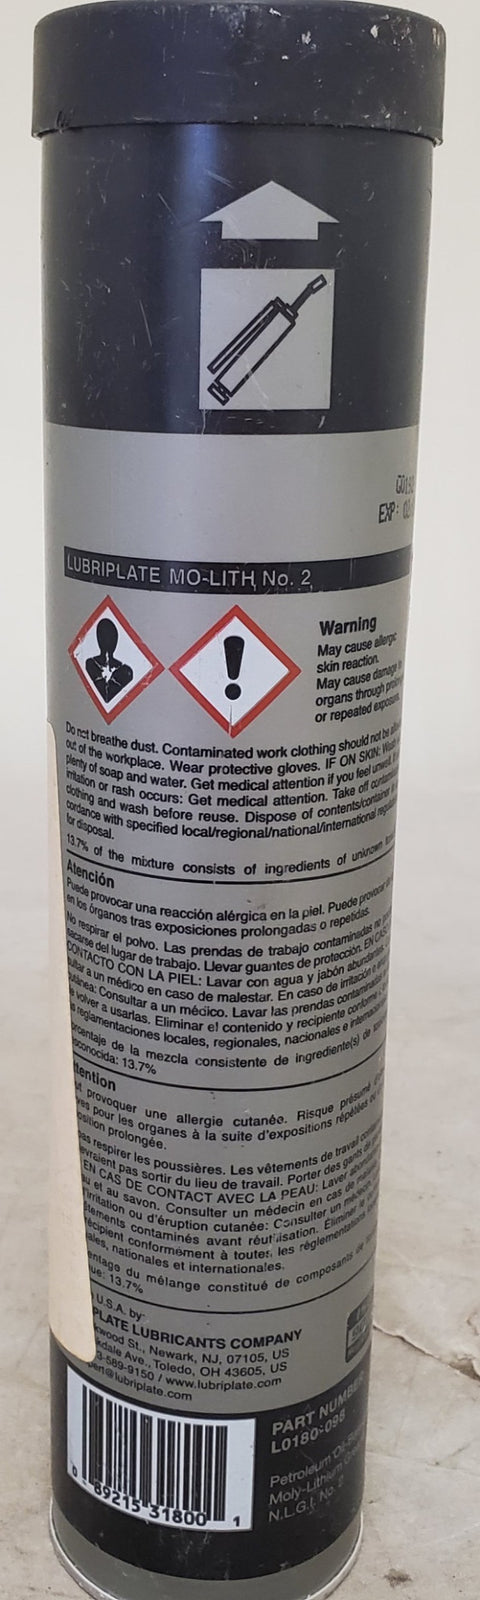 EXP: 02
LUBRIPLATE MO-LITH No. 2
Warning
May cause allergic
skin reaction.
May cause damage to
organs through
or repeated exposure.
Do not breathe dust. Contaminated work clothing should not be
out of the workplace. Wear protective gloves. IF ON SKIN: Wash
plenty of soap and water. Get medical attention if you feel unwell. If
irritation or rash occurs: Get medical attention. Take off
clothing and wash before reuse. Dispose of contents/container
cordance with specified local/regional/national/international
for disposal.
13.7% of the mixture consists of ingredients of unknown
Atención
Puede provocar una reacción alérgica en la piel. Puede provocar
en los órganos tras exposiciones prolongadas o repetidas.
No respirar el polvo. Las prendas de trabajo contaminadas no
sacarse del lugar de trabajo. Llevar guantes de protección. EN CASO
CONTACTO CON LA PIEL: Lavar con agua y jabón
a un médico en caso de malestar. En caso de irritación
Consultar a un médico. Lavar las prendas contaminadas
volver a usarlas. Eliminar el contenido y recipiente conforme
reglamentaciones locales, regionales, nacionales e
de la mezcla consistente de ingrediente(s) de
13.7%
provoquer une allergie cutanée. Risque présumé
pour les organes à la suite d'expositions répétées ou
prolongée.
respirer les poussières. Les vêtements de travail
pas sortir du lieu de travail. Porter des gants de
EN CAS DE CONTACT AVEC LA PEAU: Laver
et au savon. Consulter un médecin en cas de
ou d'éruption cutanée: Consulter un médecin.
contaminés avant réutilisation. Éliminer le
conformément à toutes les réglementations
nationales et internationales.
du mélange constitué de composants de
13.7%
U.S.A. by:
PLATE LUBRICANTS COMPANY
St., Newark, NJ, 07105, US
Ave., Toledo, OH 43605, US
-589-9150 / www.lubriplate.com
@lubriplate.com
PART NUMBER
L0180-098
Petroleum Oil
Moly-Lithium
N.L.G.I. No. 2
0 89215 31800 1